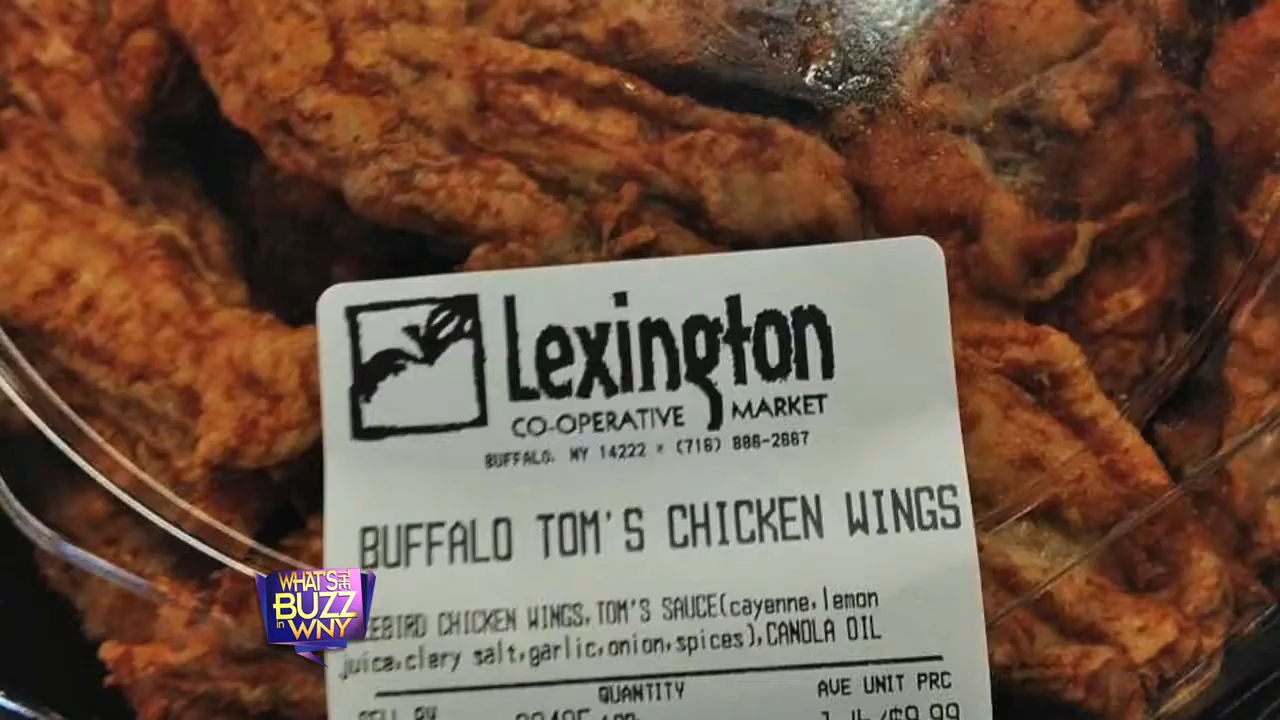 Lexington
CO-OPERATIVE MARKET
BUFFALO, NY 14222 * (716) 886-2667
BUFFALO TOM'S CHICKEN WINGS
CHICKEN WINGS, TOM'S SAUCE(cayenne, lemon
juice, clery salt, garlic, onion, spices), CANOLA OIL
QUANTITY AVE UNIT PRC
WHAT'S THE
BUZZ
in WNY